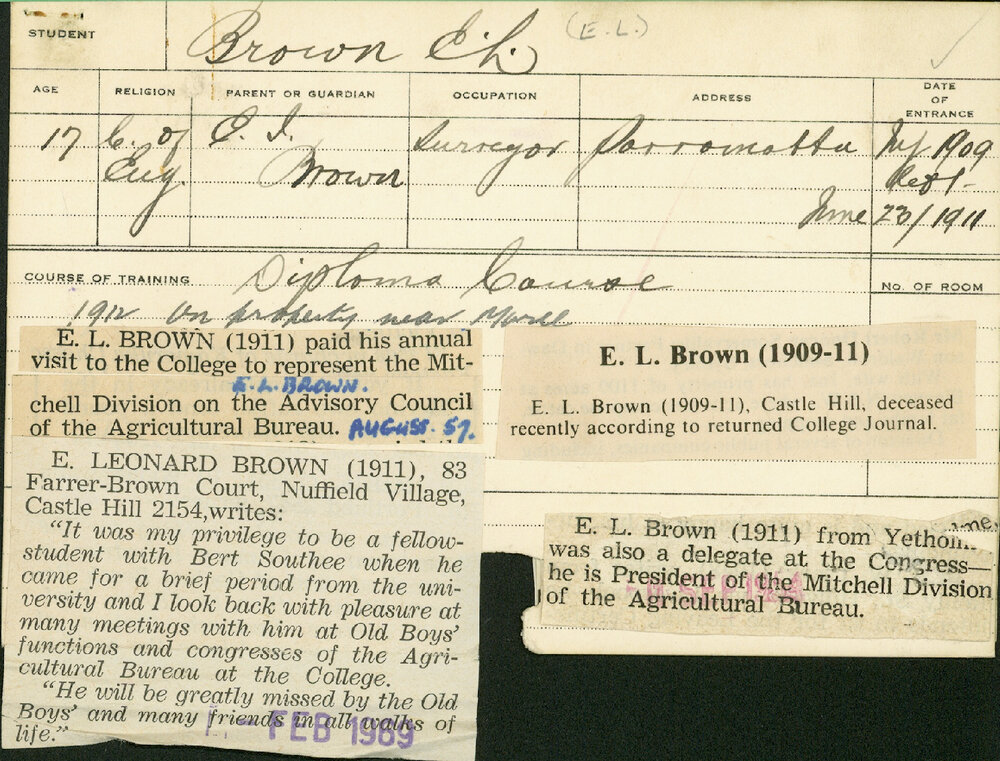 STUDENT
Brown E.L. (E.L.)
AGE RELIGION PARENT OR GUARDIAN OCCUPATION ADDRESS DATE OF ENTRANCE
17 C. of Surveyor Parramatta 1909
Eng. Brown
June 23/1911
COURSE OF TRAINING Diploma Course No. OF ROOM
1912 On property near
E. L. BROWN (1911) paid his annual
visit to the College to represent the Mit-
E.L. BROWN.
chell Division on the Advisory Council
of the Agricultural Bureau. AUGUST. 57.
E. L. Brown (1909-11)
E. L. Brown (1909-11), Castle Hill, deceased
recently according to returned College Journal.
E. LEONARD BROWN (1911), 83
Farrer-Brown Court, Nuffield Village,
Castle Hill 2154, writes:
“It was my privilege to be a fellow-
student with Bert Southee when he
came for a brief period from the uni-
versity and I look back with pleasure at
many meetings with him at Old Boys’
functions and congresses of the Agri-
cultural Bureau at the College.
“He will be greatly missed by the Old
Boys’ and many friends in all walks of
life.”
FEB 1969
E. L. Brown (1911) from
was also a delegate at the Congress—
he is President of the Mitchell Division
of the Agricultural Bureau.
SEP